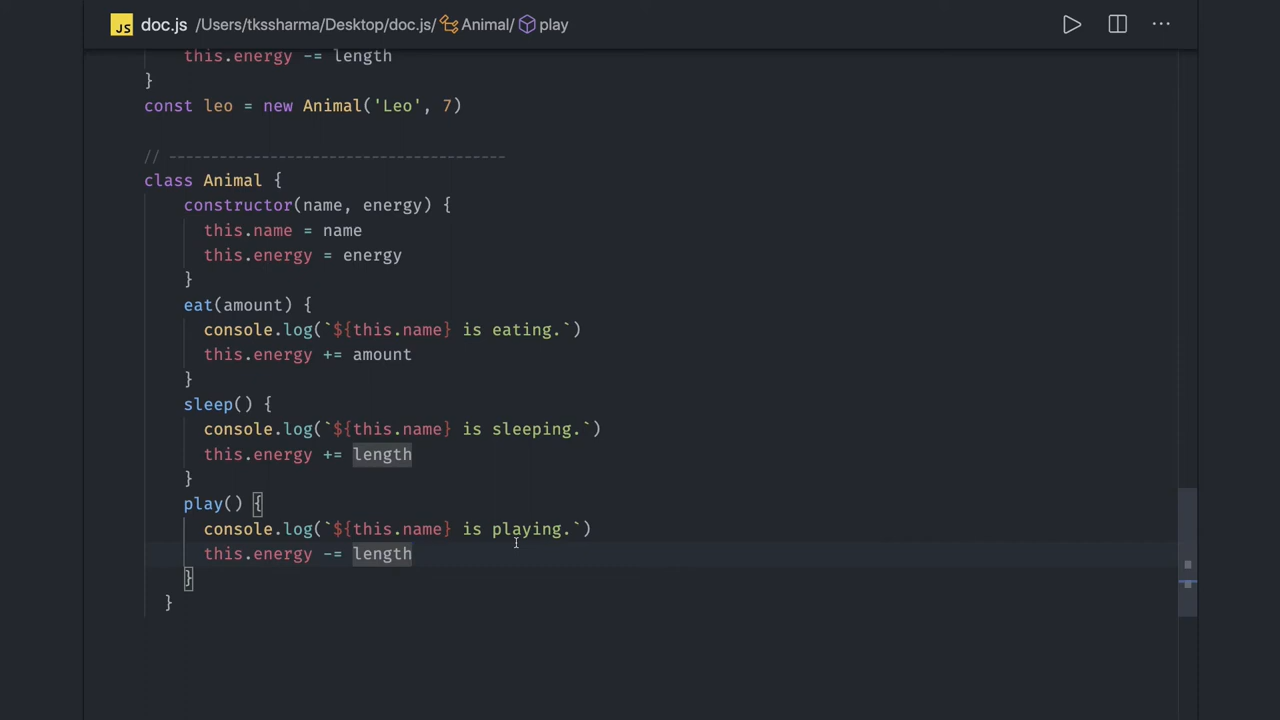 JS doc.js /Users/tkssharma/Desktop/doc.js/ Animal/ play ...
this.energy -= length
}
const leo = new Animal('Leo', 7)
// ----------------------------------------
class Animal {
constructor(name, energy) {
this.name = name
this.energy = energy
}
eat(amount) {
console.log(`${this.name} is eating.`)
this.energy += amount
}
sleep() {
console.log(`${this.name} is sleeping.`)
this.energy += length
}
play() {
console.log(`${this.name} is playing.`)
this.energy -= length
}
}